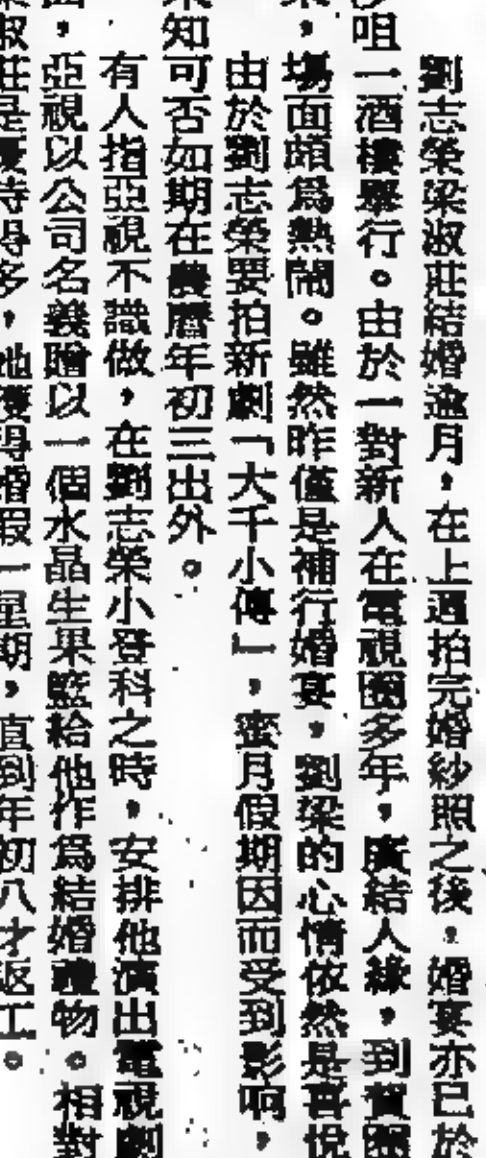 劉志榮梁淑莊結婚逾月，在上週拍完婚紗照之後，婚宴亦已於
咀一酒樓舉行。由於一對新人在電視圈多年，廣結人緣，到賀圈
，場面頗爲熱鬧。雖然昨僅是補行婚宴，劉梁的心情依然是喜悅
由於劉志榮要拍新劇「大千小傳」，蜜月假期因而受到影响，
知可否如期在農曆年初三出外。
有人指亞視不識做，在劉志榮小登科之時，安排他演出電視劇
，亞視以公司名義贈以一個水晶生果籃給他作爲結婚禮物。相對
淑莊是優待得多，她獲得婚假一星期，直到年初八才返工。